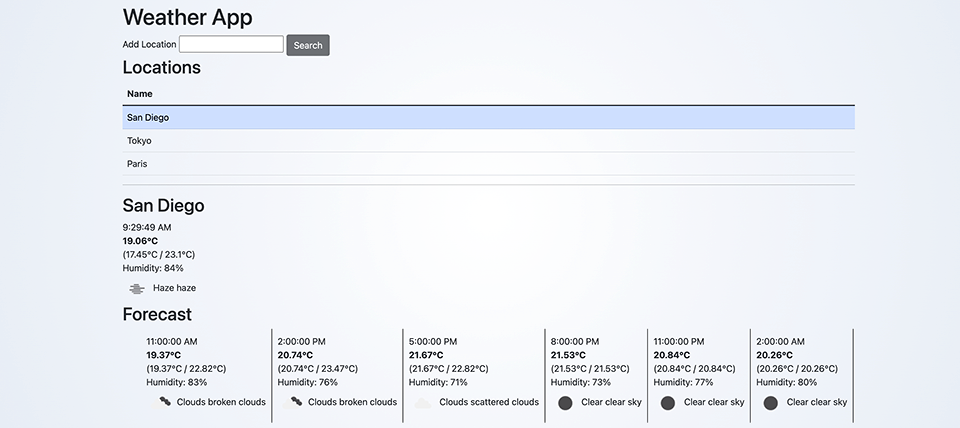 Weather App
Add Location Search
Locations
Name
San Diego
Tokyo
Paris
San Diego
9:29:49 AM
19.06°C
(17.45°C / 23.1°C)
Humidity: 84%
Haze haze
Forecast
11:00:00 AM
19.37°C
(19.37°C / 22.82°C)
Humidity: 83%
Clouds broken clouds
2:00:00 PM
20.74°C
(20.74°C / 23.47°C)
Humidity: 76%
Clouds broken clouds
5:00:00 PM
21.67°C
(21.67°C / 22.82°C)
Humidity: 71%
Clouds scattered clouds
8:00:00 PM
21.53°C
(21.53°C / 21.53°C)
Humidity: 73%
Clear clear sky
11:00:00 PM
20.84°C
(20.84°C / 20.84°C)
Humidity: 77%
Clear clear sky
2:00:00 AM
20.26°C
(20.26°C / 20.26°C)
Humidity: 80%
Clear clear sky